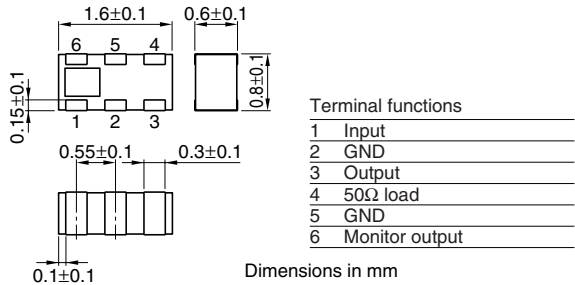 1.6±0.1
0.6±0.1
6 5 4
0.15±0.1
0.8±0.1
1 2 3
0.55±0.1
0.3±0.1
0.1±0.1
Terminal functions
1 Input
2 GND
3 Output
4 50Ω load
5 GND
6 Monitor output
Dimensions in mm